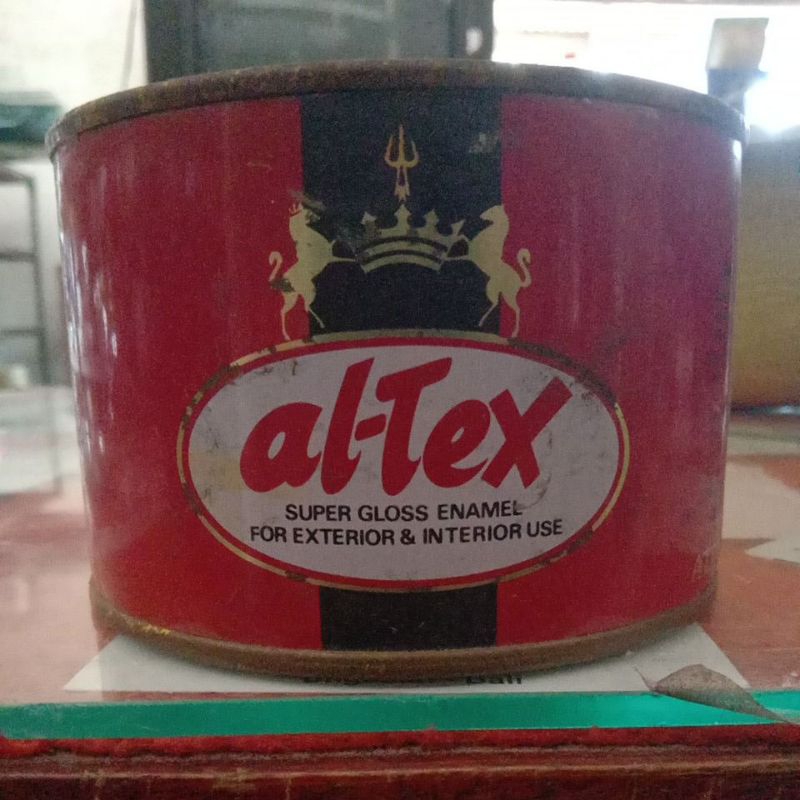 al-Tex
SUPER GLOSS ENAMEL
FOR EXTERIOR & INTERIOR USE